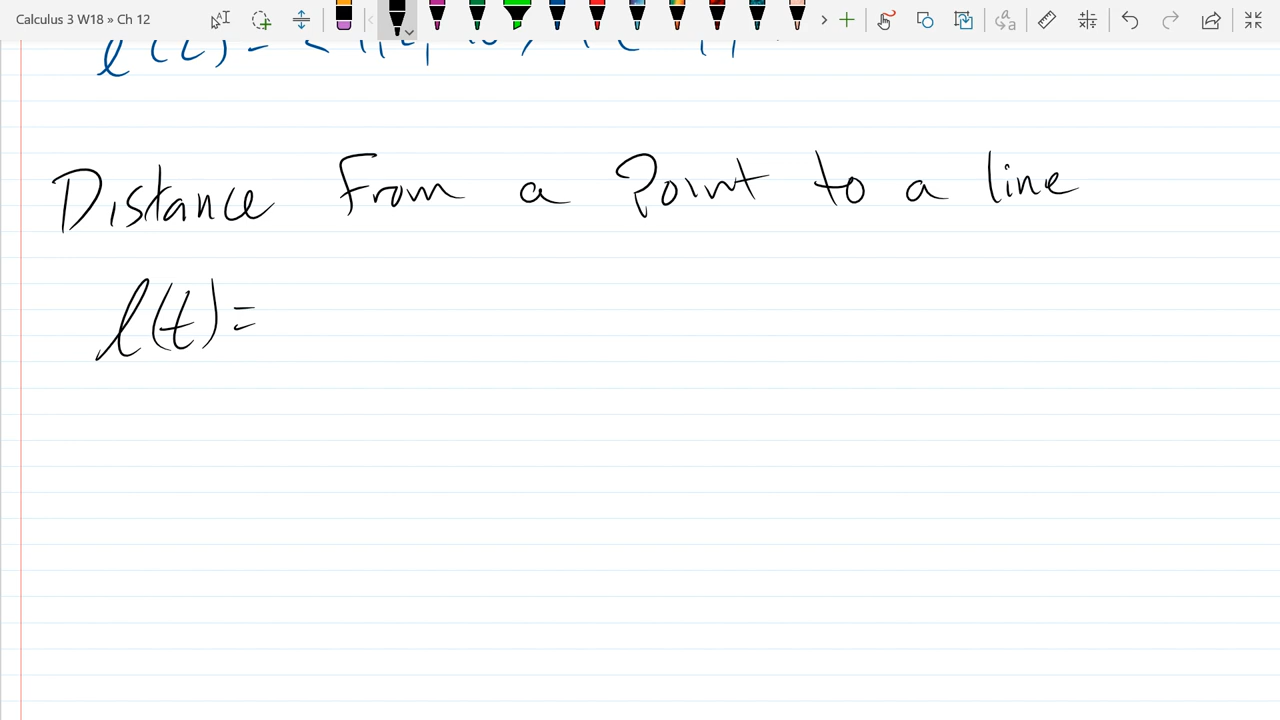 Calculus 3 W18 » Ch 12
Distance From a Point to a line
l(t)=